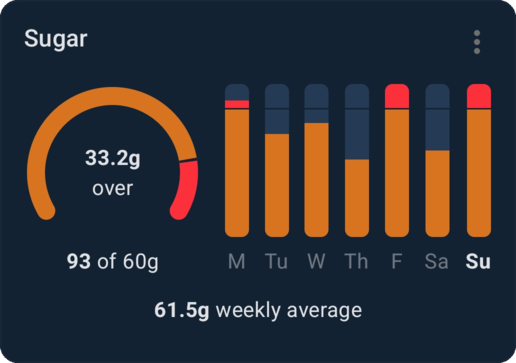 Sugar
33.2g
over
93 of 60g
M Tu W Th F Sa Su
61.5g weekly average